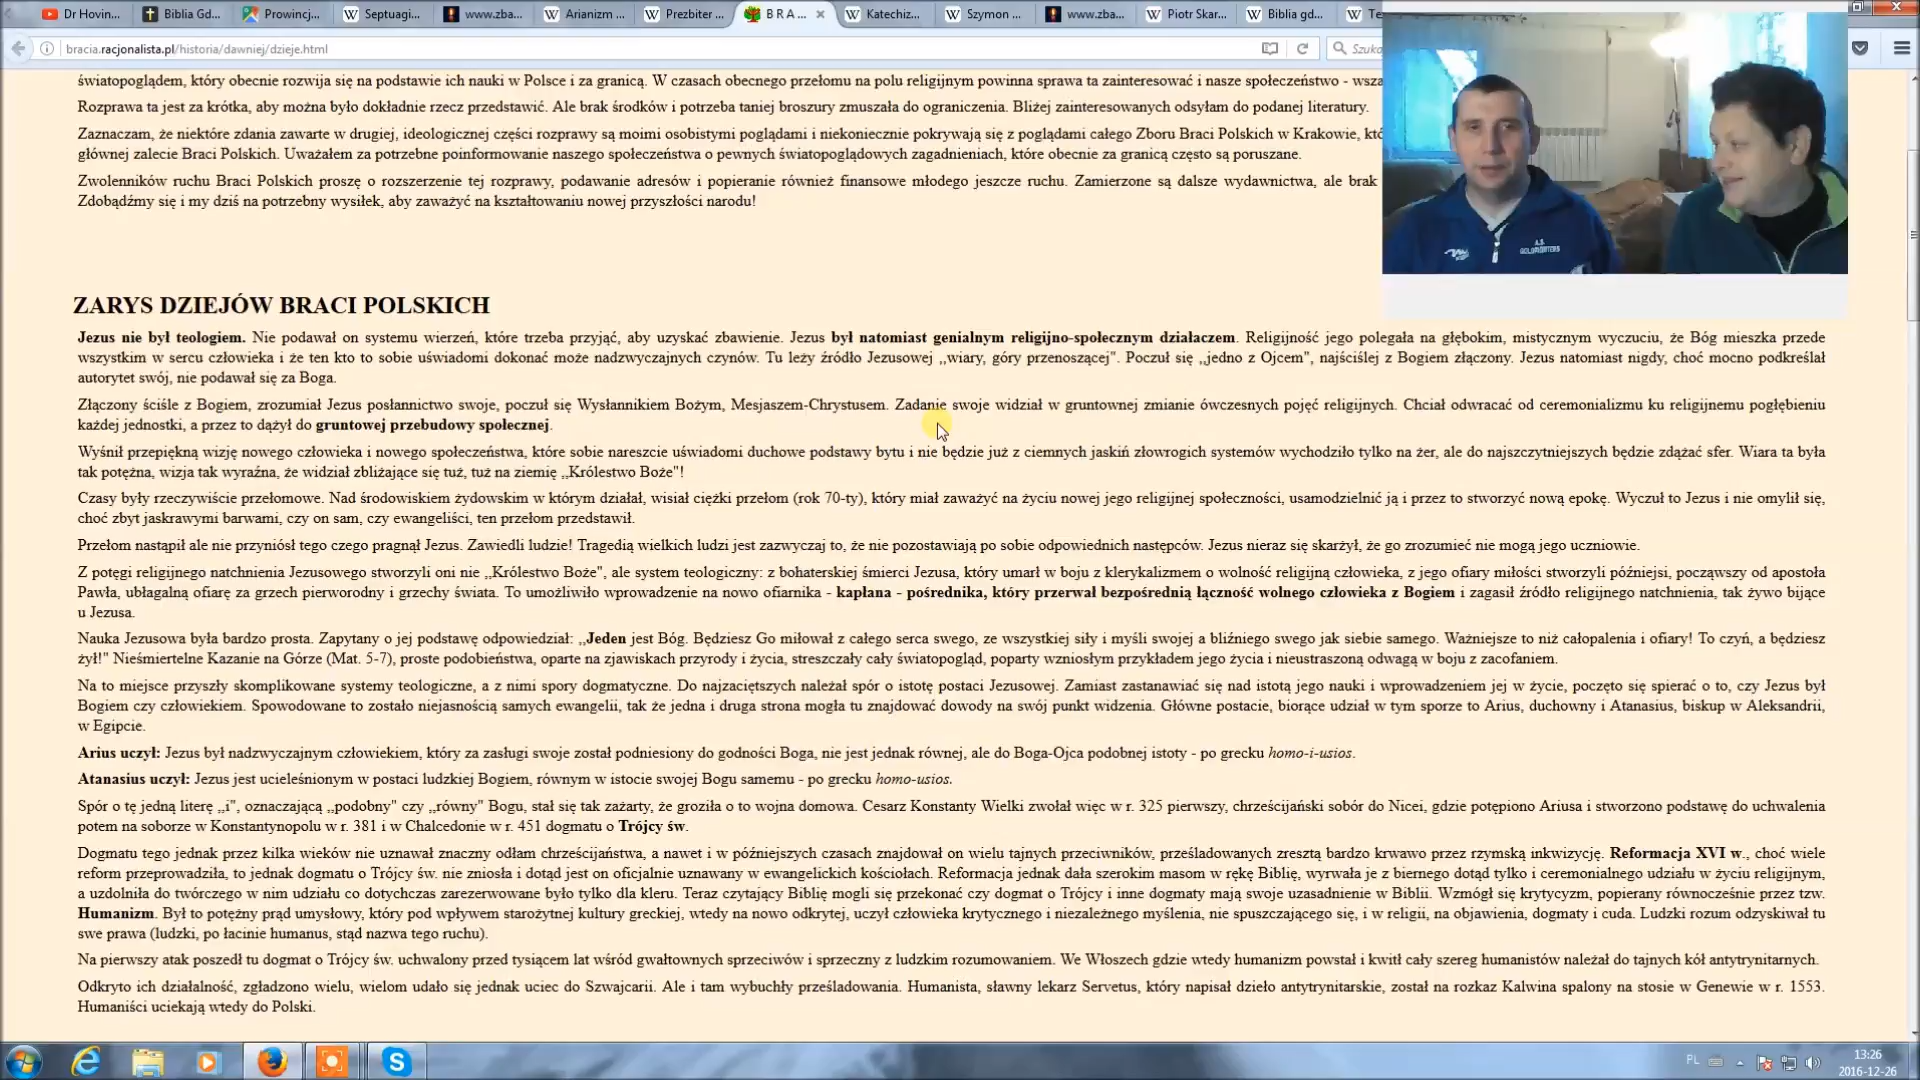 Dr Hovin...
Biblia Gd...
Prowincj...
Septuagi...
www.zba...
Arianizm ...
Prezbiter ...
B R A ...
Katechiz...
Szymon ...
www.zba...
Piotr Skar...
Biblia gd...
bracia.racjonalista.pl/historia/dawniej/dzieje.html
światopoglądem, który obecnie rozwija się na podstawie ich nauki w Polsce i za granicą. W czasach obecnego przełomu na polu religijnym powinna sprawa ta zainteresować i nasze społeczeństwo -
Rozprawa ta jest za krótka, aby można było dokładnie rzecz przedstawić. Ale brak środków i potrzeba taniej broszury zmuszała do ograniczenia. Bliżej zainteresowanych odsyłam do podanej literatury.
Zaznaczam, że niektóre zdania zawarte w drugiej, ideologicznej części rozprawy są moimi osobistymi poglądami i niekoniecznie pokrywają się z poglądami całego Zboru Braci Polskich w Krakowie,
głównej zalecie Braci Polskich. Uważałem za potrzebne poinformowanie naszego społeczeństwa o pewnych światopoglądowych zagadnieniach, które obecnie za granicą często są poruszane.
Zwolenników ruchu Braci Polskich proszę o rozszerzenie tej rozprawy, podawanie adresów i popieranie również finansowe młodego jeszcze ruchu. Zamierzone są dalsze wydawnictwa, ale brak
Zdobądźmy się i my dziś na potrzebny wysiłek, aby zaważyć na kształtowaniu nowej przyszłości narodu!
A.S.
GOLDFIGHTERS
ZARYS DZIEJÓW BRACI POLSKICH
Jezus nie był teologiem. Nie podawał on systemu wierzeń, które trzeba przyjąć, aby uzyskać zbawienie. Jezus był natomiast genialnym religijno-społecznym działaczem. Religijność jego polegała na głębokim, mistycznym wyczuciu, że Bóg mieszka przede
wszystkim w sercu człowieka i że ten kto to sobie uświadomi dokonać może nadzwyczajnych czynów. Tu leży źródło Jezusowej ,,wiary, góry przenoszącej". Poczuł się ,,jedno z Ojcem", najściślej z Bogiem złączony. Jezus natomiast nigdy, choć mocno podkreślał
autorytet swój, nie podawał się za Boga.
Złączony ściśle z Bogiem, zrozumiał Jezus posłannictwo swoje, poczuł się Wysłannikiem Bożym, Mesjaszem-Chrystusem. Zadanie swoje widział w gruntownej zmianie ówczesnych pojęć religijnych. Chciał odwracać od ceremonializmu ku religijnemu pogłębieniu
każdej jednostki, a przez to dążył do gruntowej przebudowy społecznej.
Wyśnił przepiękną wizję nowego człowieka i nowego społeczeństwa, które sobie nareszcie uświadomi duchowe podstawy bytu i nie będzie już z ciemnych jaskiń złowrogich systemów wychodziło tylko na żer, ale do najszczytniejszych będzie zdążać sfer. Wiara ta była
tak potężna, wizja tak wyraźna, że widział zbliżające się tuż, tuż na ziemię ,,Królestwo Boże"!
Czasy były rzeczywiście przełomowe. Nad środowiskiem żydowskim w którym działał, wisiał ciężki przełom (rok 70-ty), który miał zaważyć na życiu nowej jego religijnej społeczności, usamodzielnić ją i przez to stworzyć nową epokę. Wyczuł to Jezus i nie omylił się,
choć zbyt jaskrawymi barwami, czy on sam, czy ewangeliści, ten przełom przedstawił.
Przełom nastąpił ale nie przyniósł tego czego pragnął Jezus. Zawiedli ludzie! Tragedią wielkich ludzi jest zazwyczaj to, że nie pozostawiają po sobie odpowiednich następców. Jezus nieraz się skarżył, że go zrozumieć nie mogą jego uczniowie.
Z potęgi religijnego natchnienia Jezusowego stworzyli oni nie ,,Królestwo Boże", ale system teologiczny: z bohaterskiej śmierci Jezusa, który umarł w boju z klerykalizmem o wolność religijną człowieka, z jego ofiary miłości stworzyli później­si, począwszy od apostoła
Pawła, ubłagalną ofiarę za grzech pierworodny i grzechy świata. To umożliwiło wprowadzenie na nowo ofiarnika - kapłana - pośrednika, który przerwał bezpośrednią łączność wolnego człowieka z Bogiem i zagasił źródło religijnego natchnienia, tak żywo bijące
u Jezusa.
Nauka Jezusowa była bardzo prosta. Zapytany o jej podstawę odpowiedział: ,,Jeden jest Bóg. Będziesz Go miłował z całego serca swego, ze wszystkiej siły i myśli swojej a bliźniego swego jak siebie samego. Ważniejsze to niż całopalenia i ofiary! To czyń, a będziesz
żył!" Nieśmiertelne Kazanie na Górze (Mat. 5-7), proste podobieństwa, oparte na zjawiskach przyrody i życia, streszczały cały światopogląd, poparty wzniosłym przykładem jego życia i nieustraszoną odwagą w boju z zacofaniem.
Na to miejsce przyszły skomplikowane systemy teologiczne, a z nimi spory dogmatyczne. Do najzaciętszych należał spór o istotę postaci Jezusowej. Zamiast zastanawiać się nad istotą jego nauki i wprowadzeniem jej w życie, poczęto się spierać o to, czy Jezus był
Bogiem czy człowiekiem. Spowodowane to zostało niejasnością samych ewangelii, tak że jedna i druga strona mogła tu znajdować dowody na swój punkt widzenia. Główne postacie, biorące udział w tym sporze to Arius, duchowny i Atanasius, biskup w Aleksandrii,
w Egipcie.
Arius uczył: Jezus był nadzwyczajnym człowiekiem, który za zasługi swoje został podniesiony do godności Boga, nie jest jednak równej, ale do Boga-Ojca podobnej istoty - po grecku homo-i-usios.
Atanasius uczył: Jezus jest ucieleśnionym w postaci ludzkiej Bogiem, równym w istocie swojej Bogu samemu - po grecku homo-usios.
Spór o tę jedną literę ,,i", oznaczającą ,,podobny" czy ,,równy" Bogu, stał się tak zażarty, że groziła o to wojna domowa. Cesarz Konstanty Wielki zwołał więc w r. 325 pierwszy, chrześcijański sobór do Nicei, gdzie potępiono Ariusa i stworzono podstawę do uchwalenia
potem na soborze w Konstantynopolu w r. 381 i w Chalcedonie w r. 451 dogmatu o Trójcy św.
Dogmatu tego jednak przez kilka wieków nie uznawał znaczny odłam chrześcijaństwa, a nawet i w późniejszych czasach znajdował on wielu tajnych przeciwników, prześladowanych zresztą bardzo krwawo przez rzymską inkwizycję. Reformacja XVI w., choć wiele
reform przeprowadziła, to jednak dogmatu o Trójcy św. nie zniosła i dotąd jest on oficjalnie uznawany w ewangelickich kościołach. Reformacja jednak dała szerokim masom w rękę Biblię, wyrwała je z biernego dotąd tylko i ceremonialnego udziału w życiu religijnym,
a uzdolniła do twórczego w nim udziału co dotychczas zarezerwowane było tylko dla kleru. Teraz czytający Biblię mogli się przekonać czy dogmat o Trójcy i inne dogmaty mają swoje uzasadnienie w Biblii. Wzmógł się krytycyzm, popierany równocześnie przez tzw.
Humanizm. Był to potężny prąd umysłowy, który pod wpływem starożytnej kultury greckiej, wtedy na nowo odkrytej, uczył człowieka krytycznego i niezależnego myślenia, nie spuszczającego się, i w religii, na objawienia, dogmaty i cuda. Ludzki rozum odzyskiwał tu
swe prawa (ludzki, po łacinie humanus, stąd nazwa tego ruchu).
Na pierwszy atak poszedł tu dogmat o Trójcy św. uchwalony przed tysiącem lat wśród gwałtownych sprzeciwów i sprzeczny z ludzkim rozumowaniem. We Włoszech gdzie wtedy humanizm powstał i kwitł cały szereg humanistów należał do tajnych kół antytrynitarnych.
Odkryto ich działalność, zgładzono wielu, wielom udało się jednak uciec do Szwajcarii. Ale i tam wybuchły prześladowania. Humanista, sławny lekarz Servetus, który napisał dzieło antytrynitarskie, został na rozkaz Kalwina spalony na stosie w Genewie w r. 1553.
Humaniści uciekają wtedy do Polski.
PL
13:26
2016-12-26